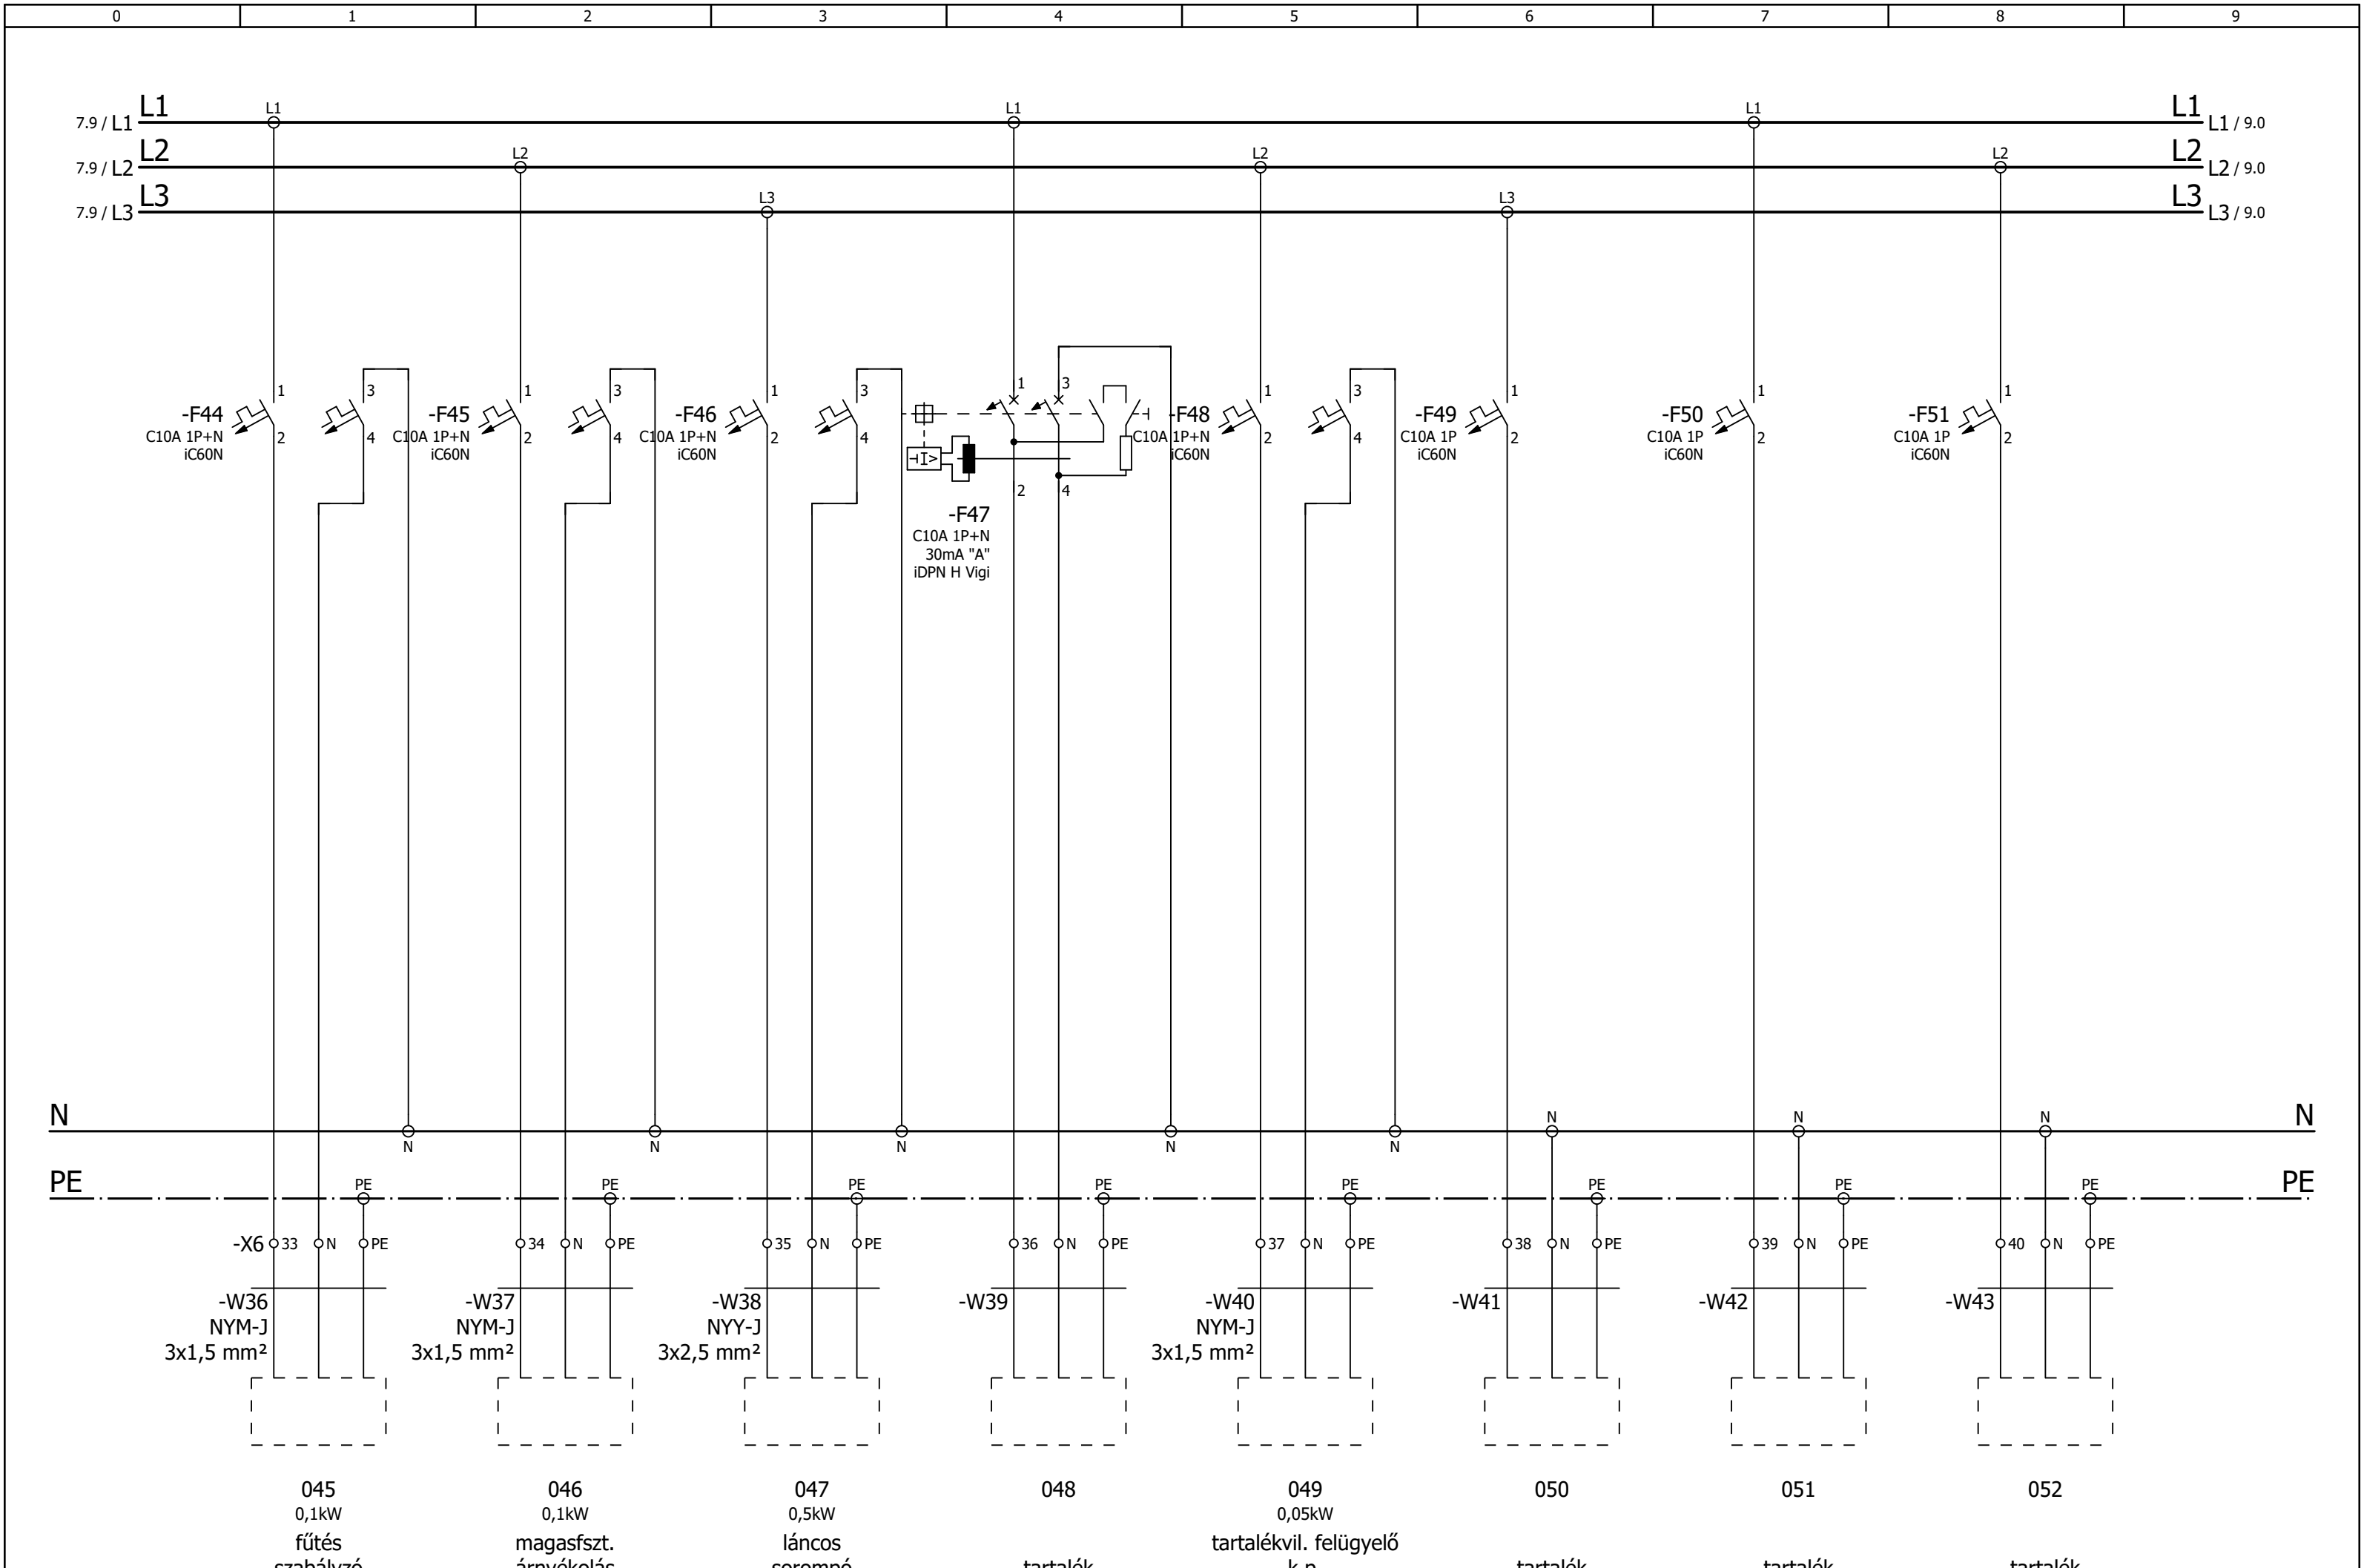 0 1 2 3 4 5 6 7 8 9
L1 L1 L1 L1 L1
7.9 / L1 L1 / 9.0
L2 L2 L2 L2 L2
7.9 / L2 L2 / 9.0
L3 L3 L3 L3
7.9 / L3 L3 / 9.0
-F44
C10A 1P+N
iC60N
1
2
3
4
-F45
C10A 1P+N
iC60N
1
2
3
4
-F46
C10A 1P+N
iC60N
1
2
3
4
1
3
2
4
-F47
C10A 1P+N
30mA "A"
iDPN H Vigi
-F48
C10A 1P+N
iC60N
1
2
3
4
-F49
C10A 1P
iC60N
1
2
-F50
C10A 1P
iC60N
1
2
-F51
C10A 1P
iC60N
1
2
N N N N N
N N N N N
PE PE PE PE PE PE PE PE PE PE
-X6 33 N PE 34 N PE 35 N PE 36 N PE 37 N PE 38 N PE 39 N PE 40 N PE
-W36
NYM-J
3x1,5 mm²
-W37
NYM-J
3x1,5 mm²
-W38
NYY-J
3x2,5 mm²
-W39
-W40
NYM-J
3x1,5 mm²
-W41
-W42
-W43
045
0,1kW
fűtés
szabályzó
046
0,1kW
magasfszt.
árnyékolás
047
0,5kW
láncos
sorompó
048
tartalék
049
0,05kW
tartalékvil. felügyelő
k.p.
050
tartalék
051
tartalék
052
tartalék